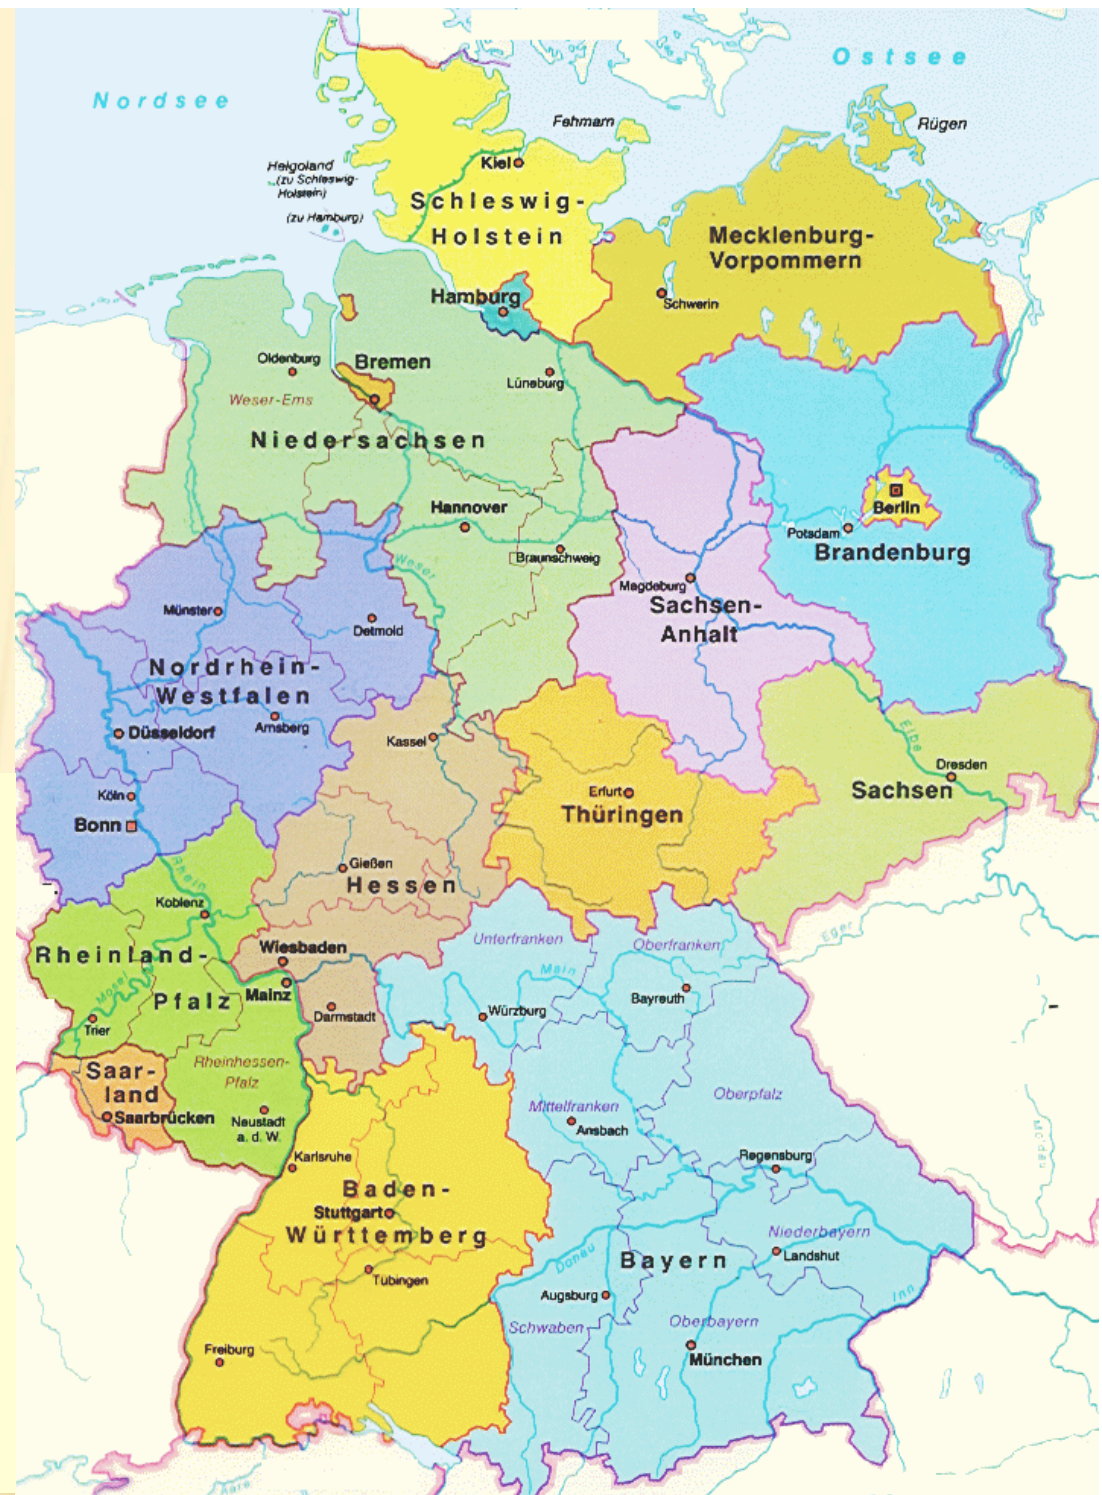 Ostsee
Nordsee
Fehmarn
Rügen
Helgoland
(zu Schleswig-
Holstein)
(zu Hamburg)
Kiel
Schleswig-
Holstein
Mecklenburg-
Vorpommern
Schwerin
Hamburg
Oldenburg
Bremen
Lüneburg
Weser-Ems
Niedersachsen
Hannover
Braunschweig
Weser
Berlin
Potsdam
Brandenburg
Oder
Magdeburg
Sachsen-
Anhalt
Münster
Detmold
Nordrhein-
Westfalen
Düsseldorf
Arnsberg
Köln
Bonn
Rhein
Kassel
Gießen
Hessen
Erfurt
Thüringen
Elbe
Dresden
Sachsen
Koblenz
Rheinland-
Pfalz
Mosel
Trier
Wiesbaden
Mainz
Darmstadt
Saar-
land
Saarbrücken
Rheinhessen-
Pfalz
Neustadt
a. d. W.
Unterfranken
Oberfranken
Eger
Main
Würzburg
Bayreuth
Mittelfranken
Ansbach
Oberpfalz
Moldau
Regensburg
Karlsruhe
Baden-
Württemberg
Stuttgart
Tübingen
Freiburg
Donau
Bayern
Niederbayern
Landshut
Augsburg
Schwaben
Oberbayern
München
Inn
Aare